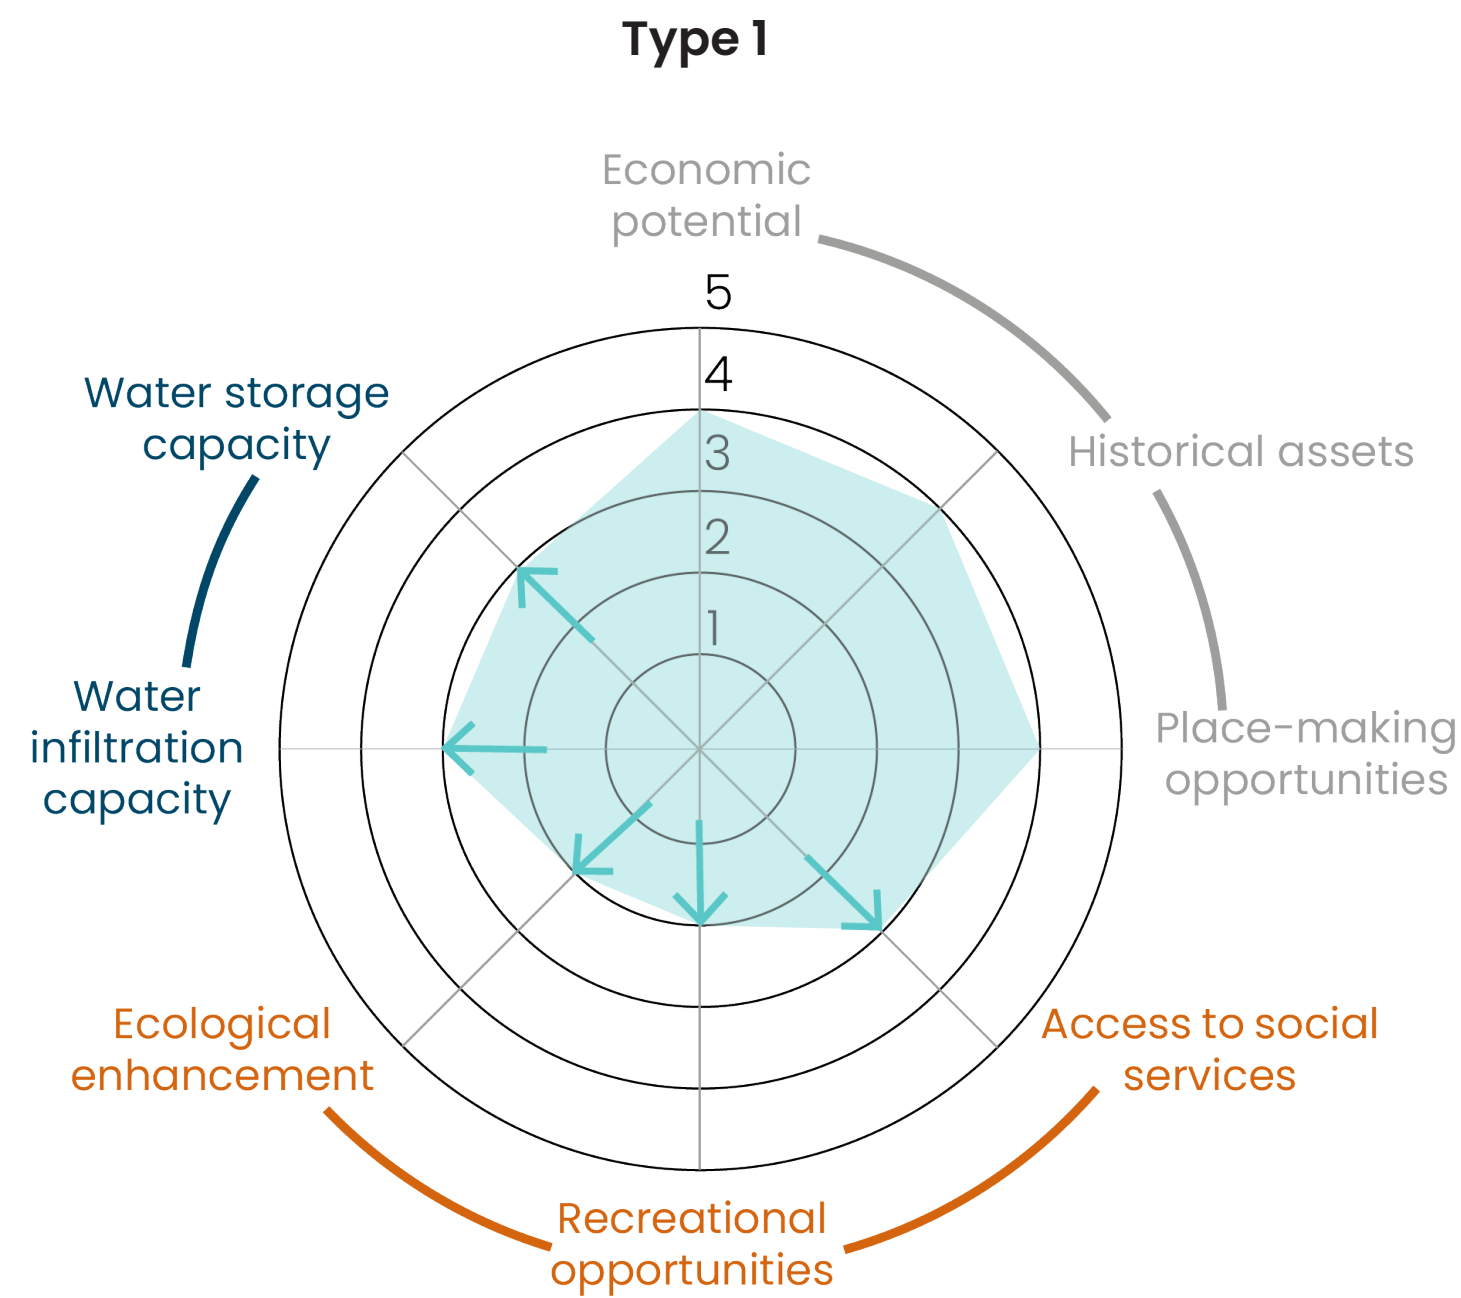 Type 1
Economic
potential
5
4
3
2
1
Water storage
capacity
Historical assets
Water
infiltration
capacity
Place-making
opportunities
Ecological
enhancement
Access to social
services
Recreational
opportunities